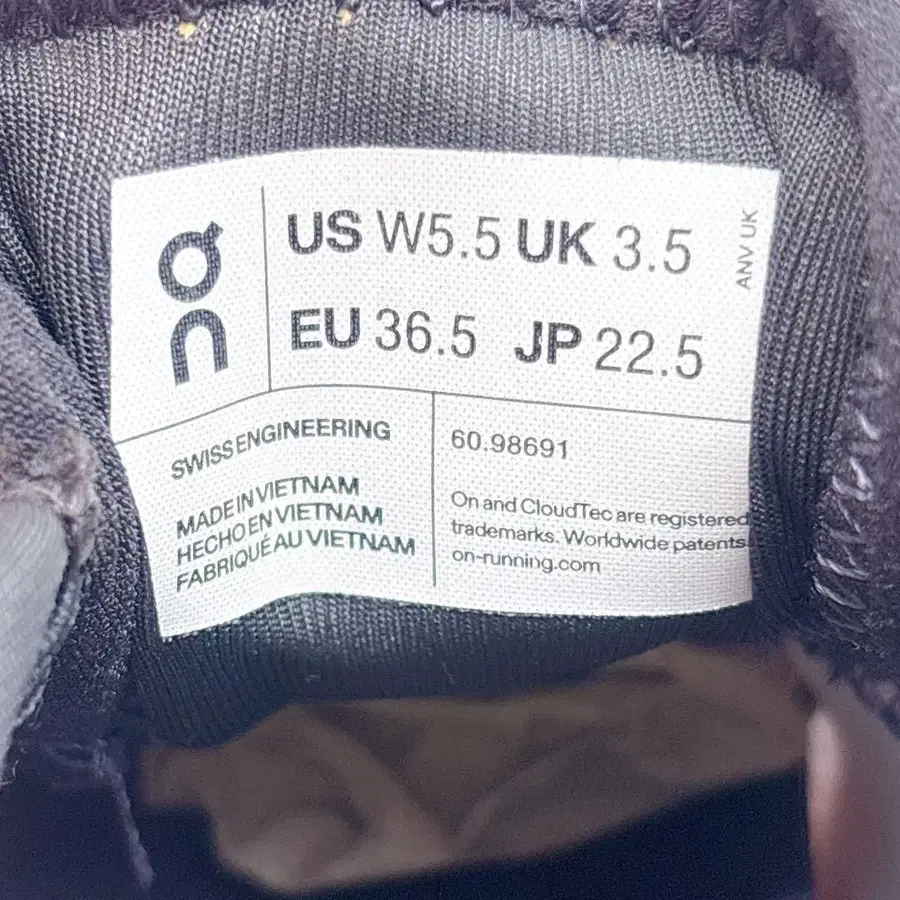 On
US W5.5 UK 3.5
EU 36.5 JP 22.5
ANV UK
SWISS ENGINEERING
MADE IN VIETNAM
HECHO EN VIETNAM
FABRIQUÉ AU VIETNAM
60.98691
On and CloudTec are registered
trademarks. Worldwide patents.
on-running.com